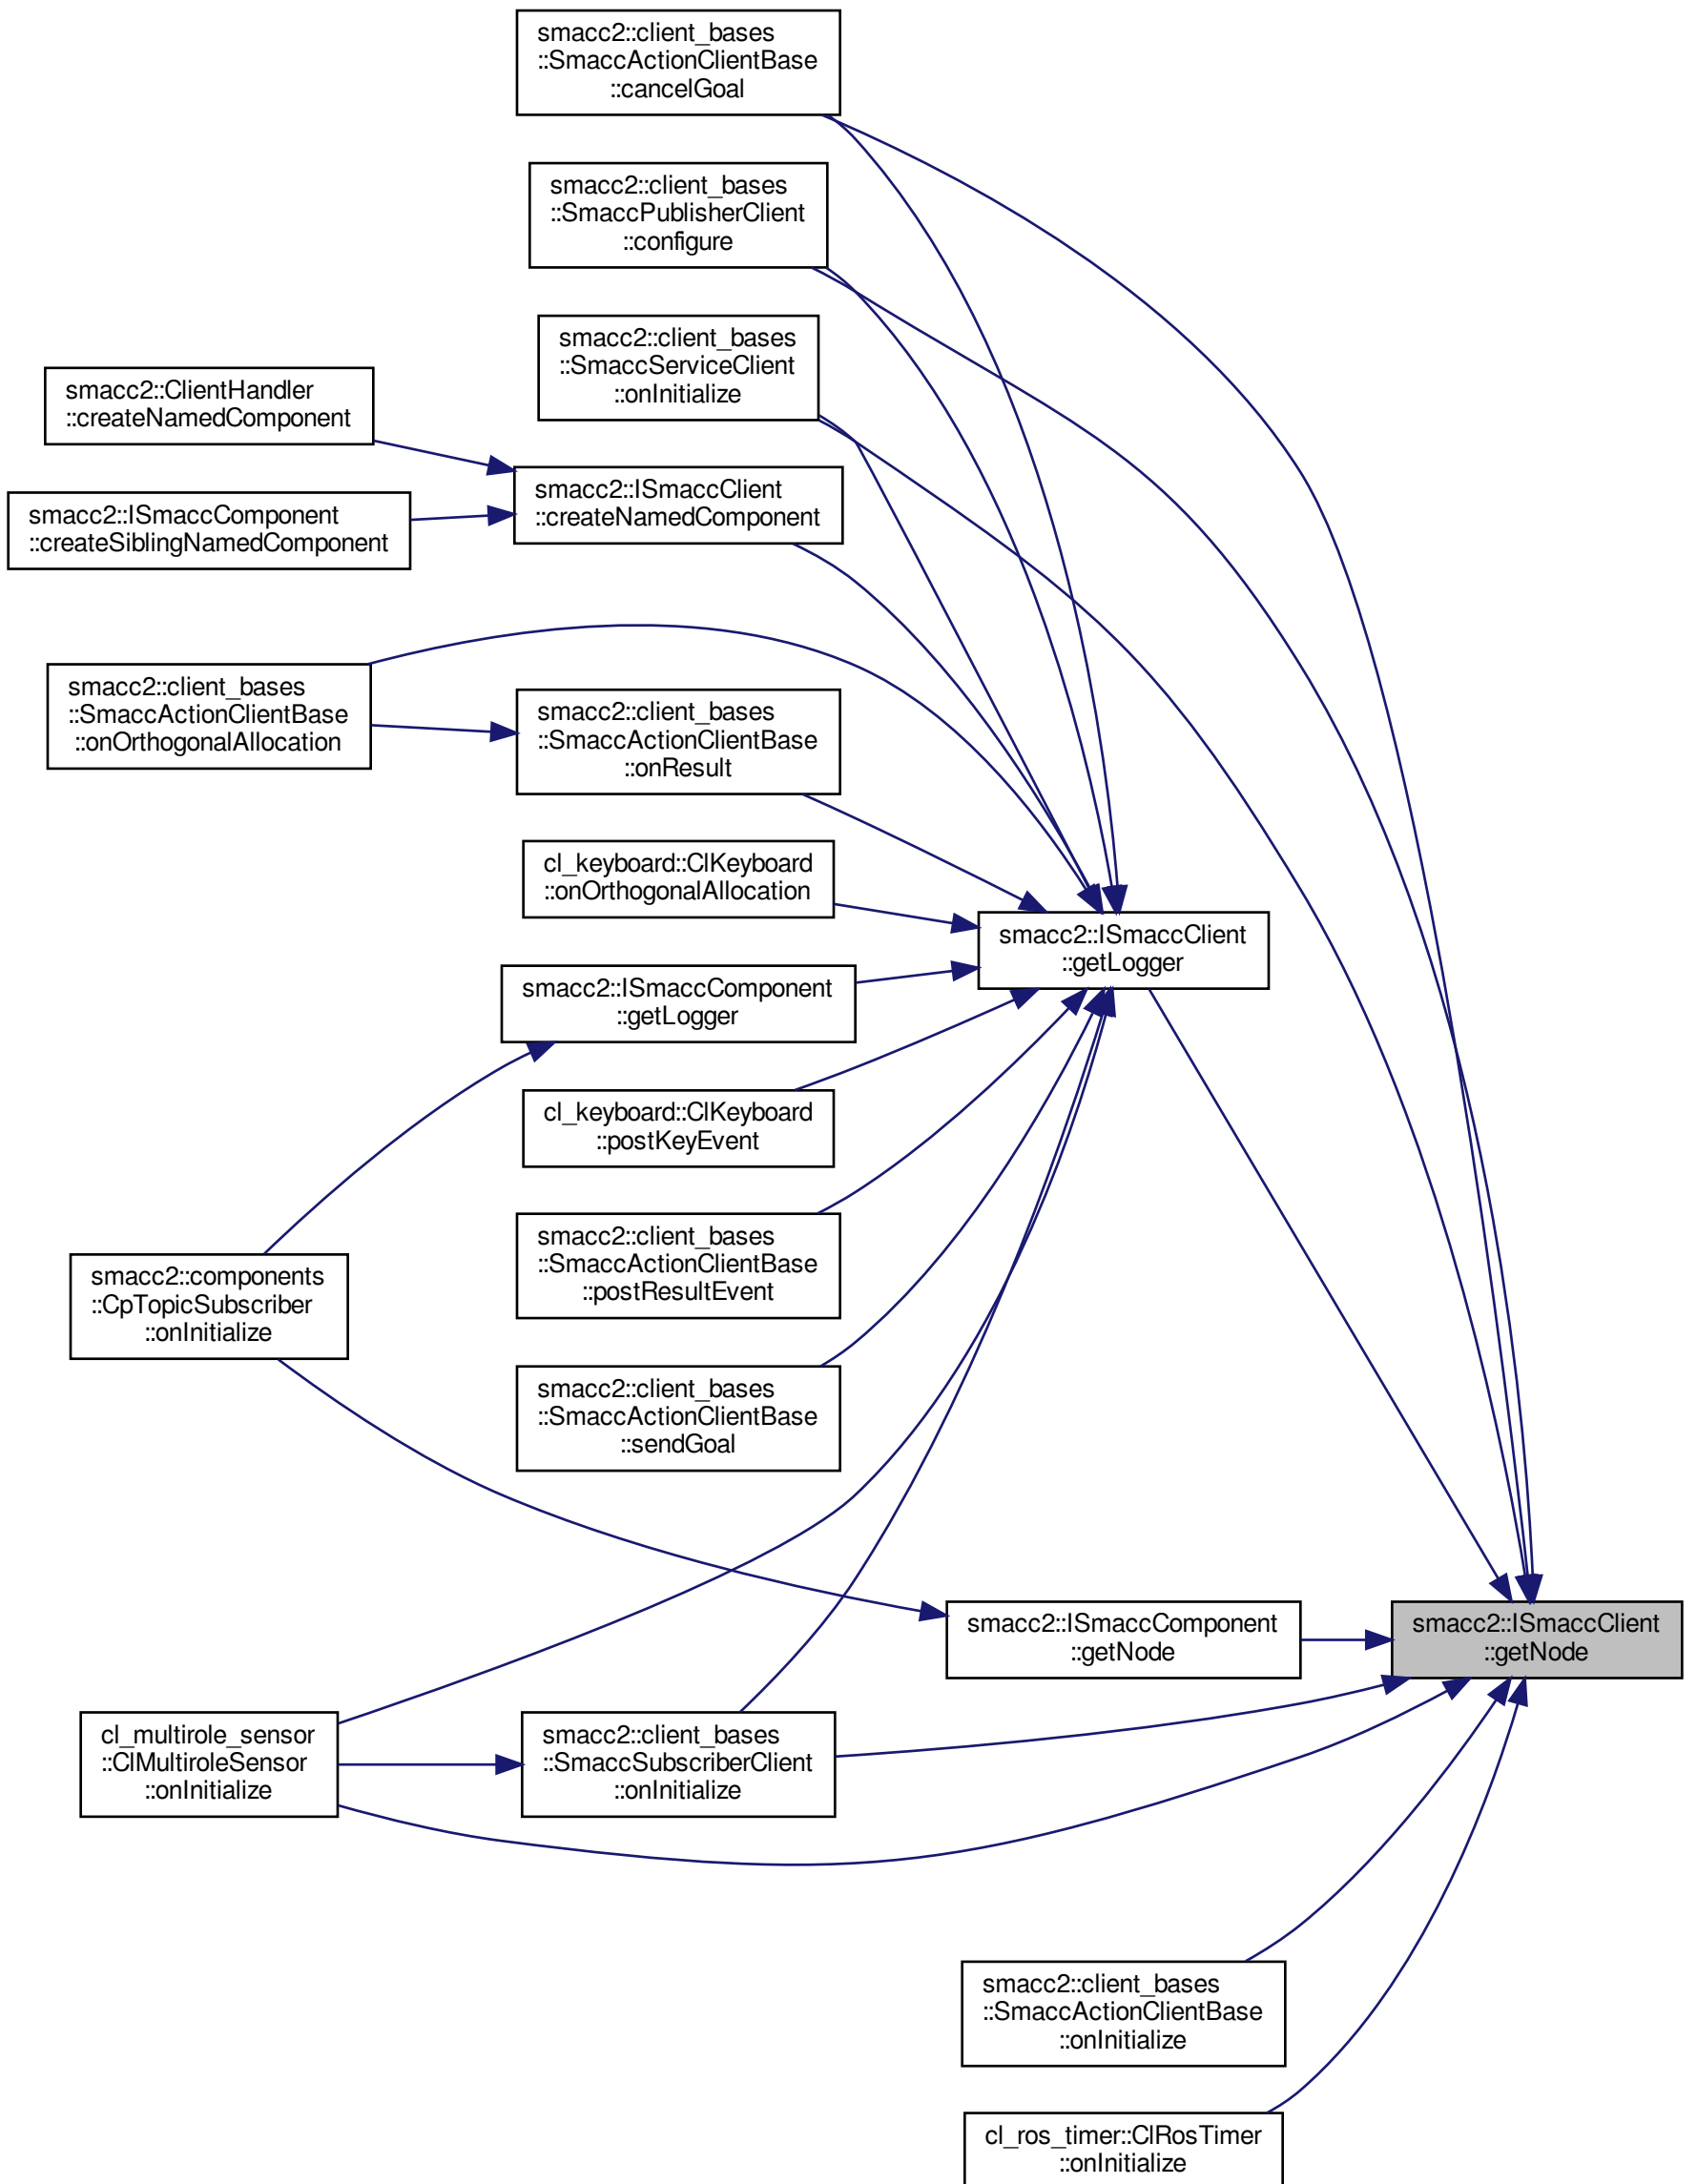 smacc2::client_bases
::SmaccActionClientBase
::cancelGoal
smacc2::client_bases
::SmaccPublisherClient
::configure
smacc2::client_bases
::SmaccServiceClient
::onInitialize
smacc2::ClientHandler
::createNamedComponent
smacc2::ISmaccClient
::createNamedComponent
smacc2::ISmaccComponent
::createSiblingNamedComponent
smacc2::client_bases
::SmaccActionClientBase
::onOrthogonalAllocation
smacc2::client_bases
::SmaccActionClientBase
::onResult
cl_keyboard::ClKeyboard
::onOrthogonalAllocation
smacc2::ISmaccClient
::getLogger
smacc2::ISmaccComponent
::getLogger
cl_keyboard::ClKeyboard
::postKeyEvent
smacc2::client_bases
::SmaccActionClientBase
::postResultEvent
smacc2::components
::CpTopicSubscriber
::onInitialize
smacc2::client_bases
::SmaccActionClientBase
::sendGoal
smacc2::ISmaccComponent
::getNode
smacc2::ISmaccClient
::getNode
cl_multirole_sensor
::ClMultiroleSensor
::onInitialize
smacc2::client_bases
::SmaccSubscriberClient
::onInitialize
smacc2::client_bases
::SmaccActionClientBase
::onInitialize
cl_ros_timer::ClRosTimer
::onInitialize